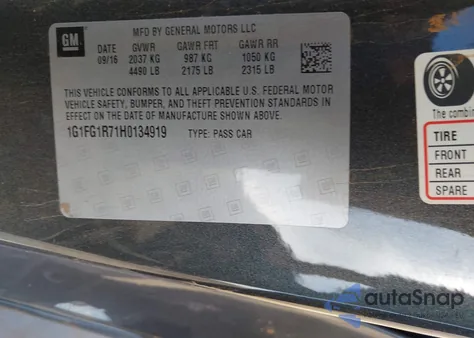 GM
MFD BY GENERAL MOTORS LLC
DATE GVWR GAWR FRT GAWR RR
09/16 2037 KG 987 KG 1050 KG
4490 LB 2175 LB 2315 LB
THIS VEHICLE CONFORMS TO ALL APPLICABLE U.S. FEDERAL MOTOR
VEHICLE SAFETY, BUMPER, AND THEFT PREVENTION STANDARDS IN
EFFECT ON THE DATE OF MANUFACTURE SHOWN ABOVE.
1G1FG1R71H0134919 TYPE: PASS CAR
The combin
TIRE
FRONT
REAR
SPARE
autoSnap